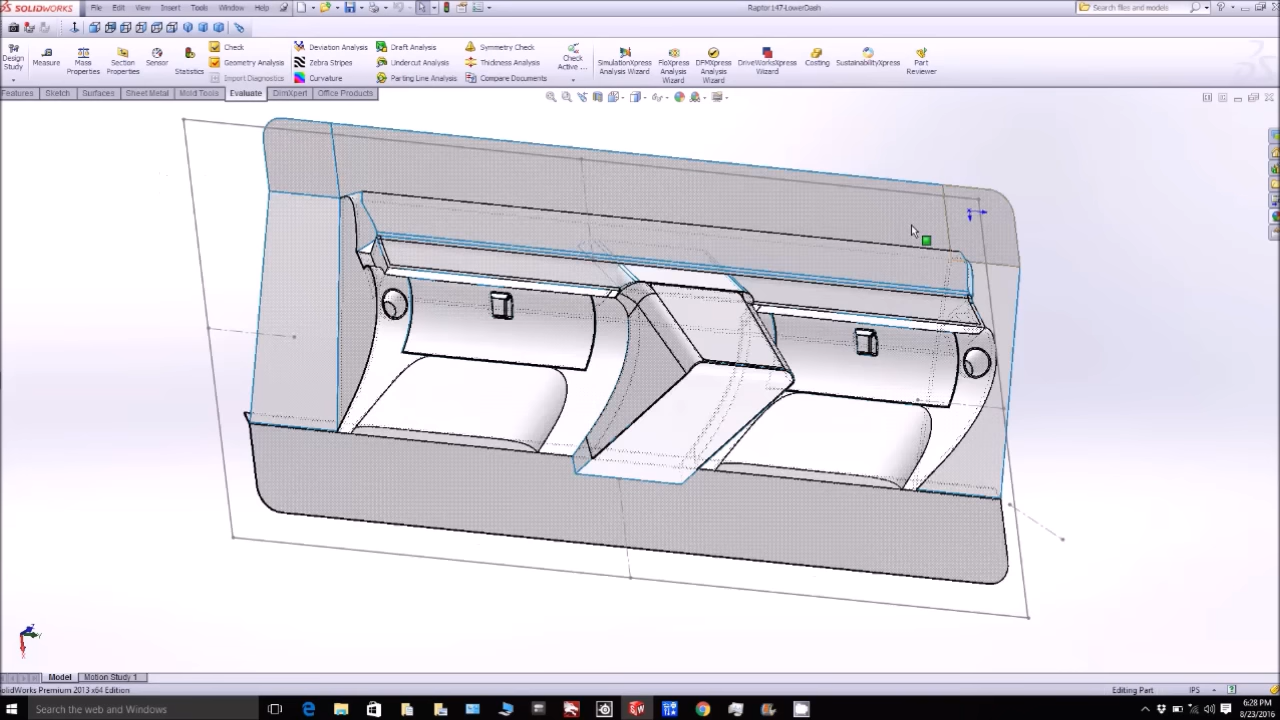 SOLIDWORKS File Edit View Insert Tools Window Help Raptor147-LowerDash Search files and models
Design Study
Measure
Mass Properties
Section Properties
Sensor
Statistics
Check
Geometry Analysis
Import Diagnostics
Deviation Analysis
Zebra Stripes
Curvature
Draft Analysis
Undercut Analysis
Parting Line Analysis
Symmetry Check
Thickness Analysis
Compare Documents
Check Active ...
SimulationXpress Analysis Wizard
FloXpress Analysis Wizard
DFMXpress Analysis Wizard
DriveWorksXpress Wizard
Costing
SustainabilityXpress
Part Reviewer
Features Sketch Surfaces Sheet Metal Mold Tools Evaluate DimXpert Office Products
Model Motion Study 1
olidWorks Premium 2013 x64 Edition Editing Part IPS
Search the web and Windows
6:28 PM
8/23/2016